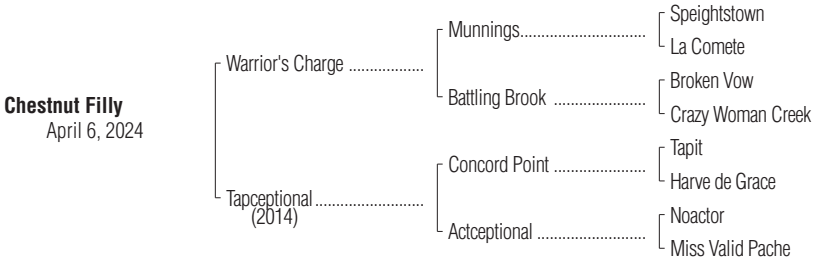 Speightstown
Munnings..............................
La Comete
Warrior's Charge ..................
Broken Vow
Battling Brook ......................
Crazy Woman Creek
Chestnut Filly
April 6, 2024
Tapit
Concord Point ......................
Harve de Grace
Tapceptional ..........................
(2014)
Noactor
Actceptional ..........................
Miss Valid Pache